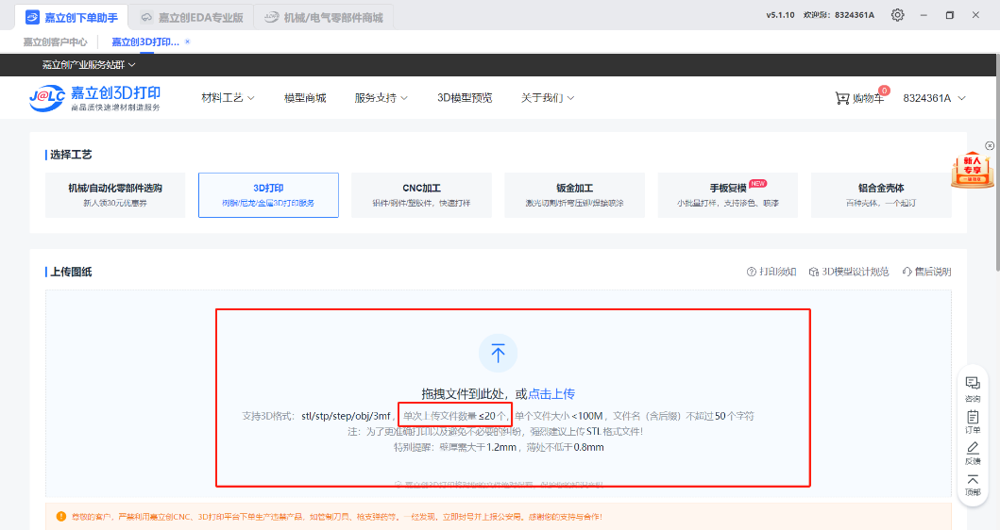 嘉立创下单助手 嘉立创EDA专业版 机械/电气零部件商城 v5.1.10 欢迎您: 8324361A
嘉立创客户中心 嘉立创3D打印...
嘉立创产业服务站群
J@LC 嘉立创3D打印 材料工艺 模型商城 服务支持 3D模型预览 关于我们 购物车 0 8324361A
高品质快速增材制造服务
选择工艺
新人
专享
机械/自动化零部件选购 3D打印 CNC加工 钣金加工 手板复模 NEW 铝合金壳体
新人领30元优惠券 树脂/尼龙/金属3D打印服务 铝件/钢件/塑胶件，快速打样 激光切割/折弯压铆/焊接喷涂 小批量打样，支持渗色、喷漆 百种壳体，一个起订
上传图纸 打印须知 3D模型设计规范 售后说明
拖拽文件到此处，或点击上传
支持3D格式: stl/stp/step/obj/3mf，单次上传文件数量≤20个，单个文件大小<100M，文件名（含后缀）不超过50个字符
注：为了更准确打印以及避免不必要的纠纷，强烈建议上传STL格式文件！
特别提醒：壁厚需大于1.2mm，薄处不低于0.8mm
咨询
订单
反馈
顶部
尊敬的客户，严禁利用嘉立创CNC、3D打印平台下单生产违禁产品，如管制刀具、枪支弹药等。一经发现，立即封号并上报公安局。感谢您的支持与合作！